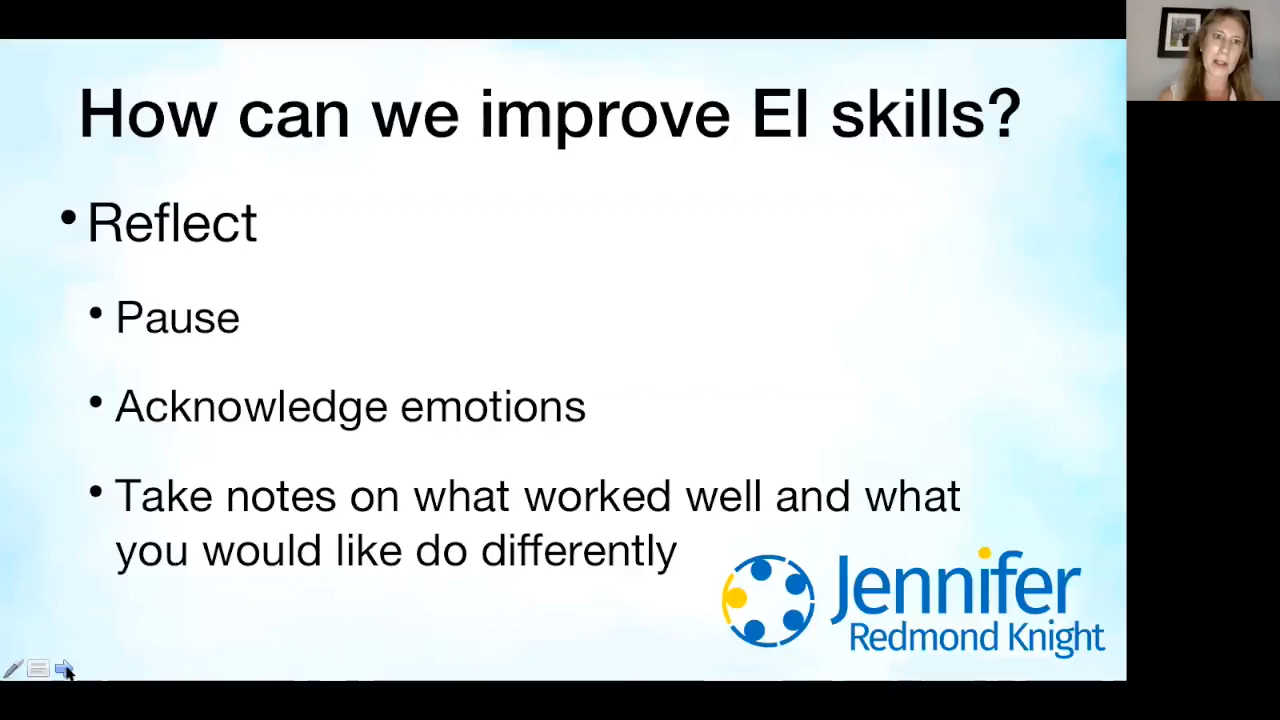 How can we improve EI skills?
• Reflect
• Pause
• Acknowledge emotions
• Take notes on what worked well and what
you would like do differently
Jennifer
Redmond Knight